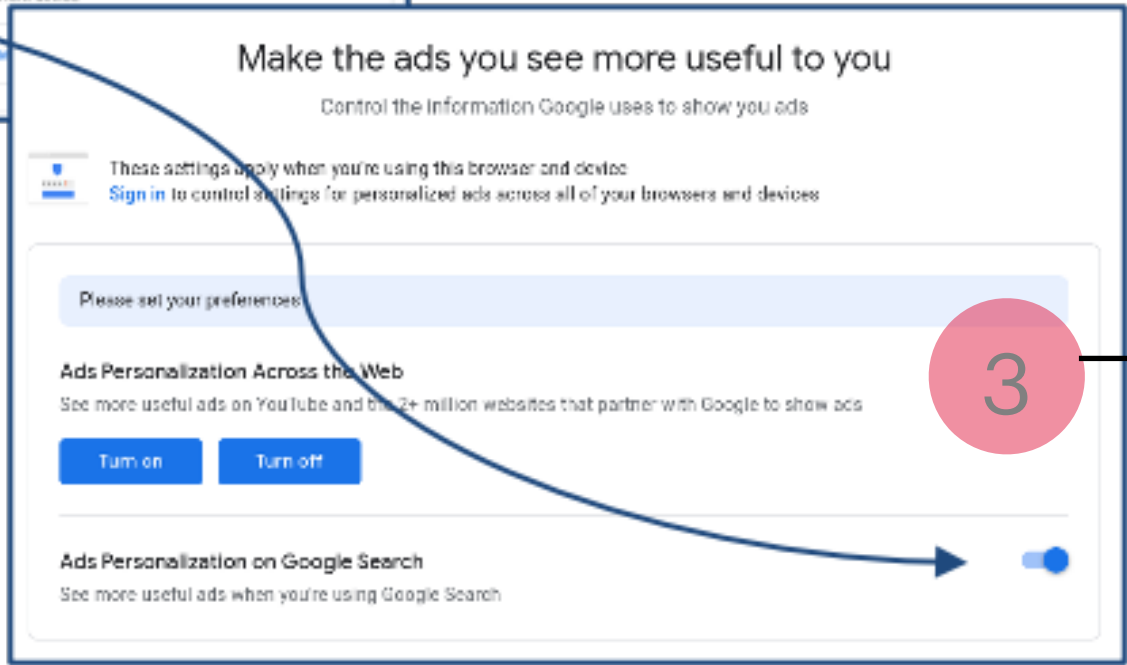 Make the ads you see more useful to you
Control the information Google uses to show you ads
These settings apply when you're using this browser and device
Sign in to control settings for personalized ads across all of your browsers and devices
Please set your preferences
3
Ads Personalization Across the Web
See more useful ads on YouTube and the 2+ million websites that partner with Google to show ads
Turn on Turn off
Ads Personalization on Google Search
See more useful ads when you're using Google Search